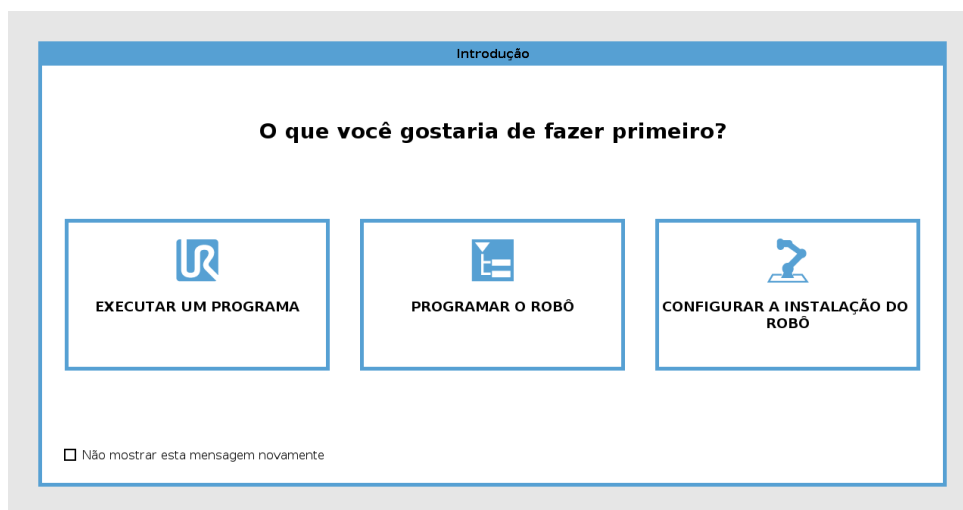 Introdução
O que você gostaria de fazer primeiro?
EXECUTAR UM PROGRAMA
PROGRAMAR O ROBÔ
CONFIGURAR A INSTALAÇÃO DO
ROBÔ
Não mostrar esta mensagem novamente